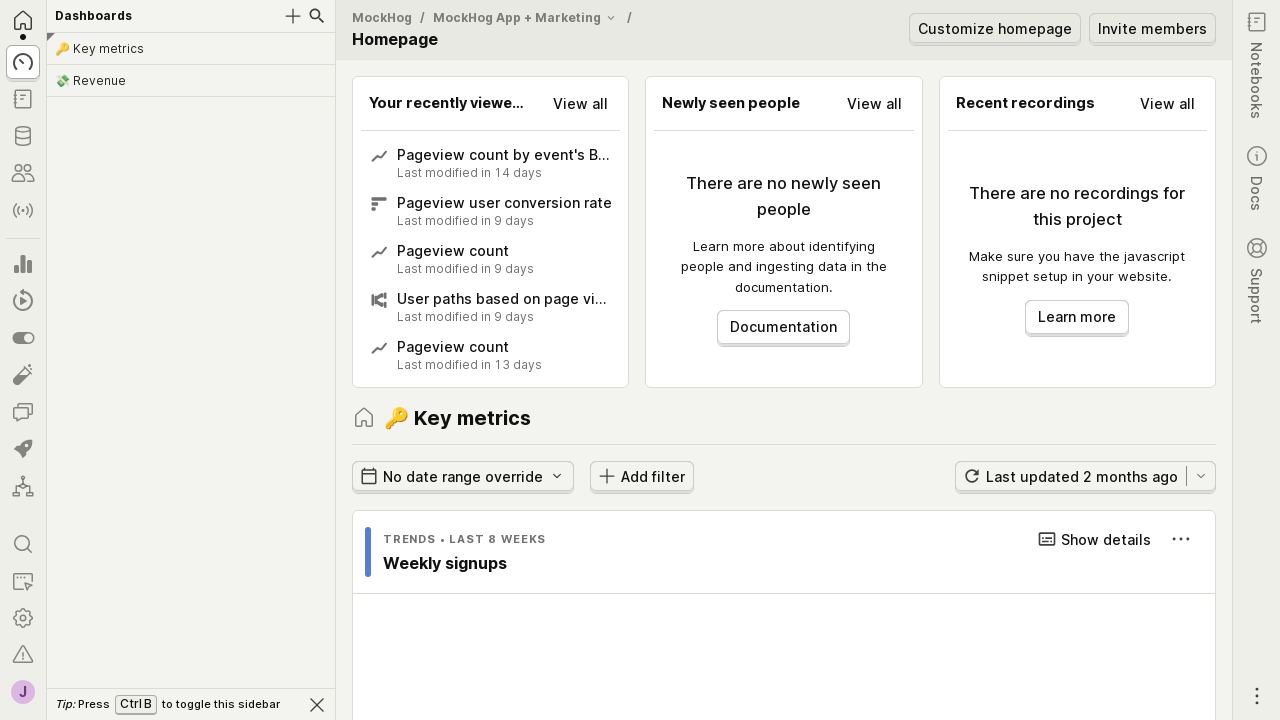 Dashboards
🔑 Key metrics
💸 Revenue
Tip: Press Ctrl B to toggle this sidebar
J
MockHog / MockHog App + Marketing /
Homepage
Customize homepage
Invite members
Your recently viewe...
View all
Pageview count by event's B...
Last modified in 14 days
Pageview user conversion rate
Last modified in 9 days
Pageview count
Last modified in 9 days
User paths based on page vi...
Last modified in 9 days
Pageview count
Last modified in 13 days
Newly seen people
View all
There are no newly seen
people
Learn more about identifying
people and ingesting data in the
documentation.
Documentation
Recent recordings
View all
There are no recordings for
this project
Make sure you have the javascript
snippet setup in your website.
Learn more
🔑 Key metrics
No date range override
Add filter
Last updated 2 months ago
TRENDS • LAST 8 WEEKS
Weekly signups
Show details
Notebooks
Docs
Support